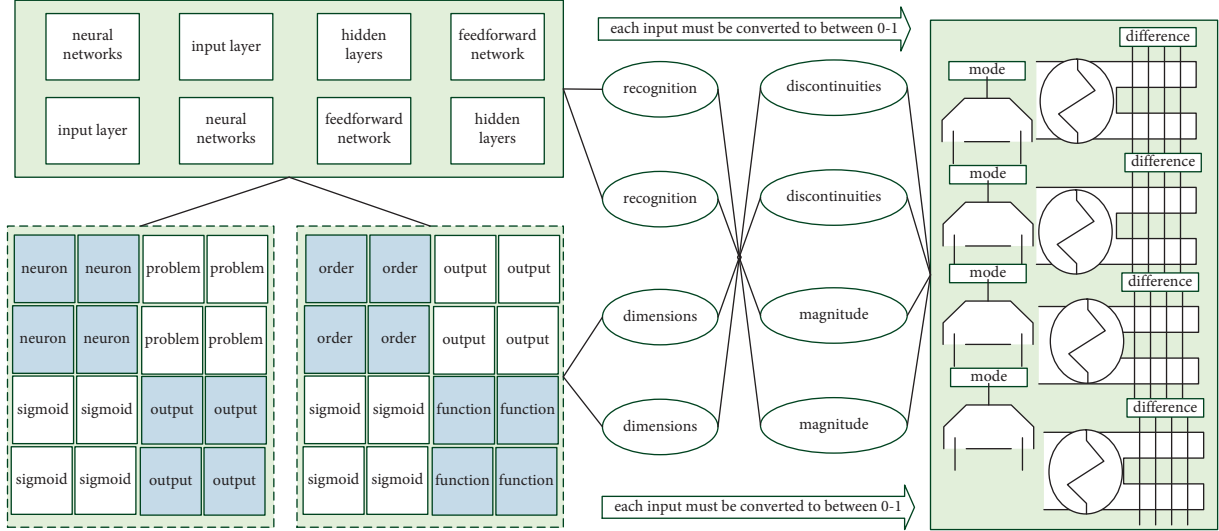 neural
networks
input layer
hidden
layers
feedforward
network
input layer
neural
networks
feedforward
network
hidden
layers
neuron neuron problem problem
neuron neuron problem problem
sigmoid sigmoid output output
sigmoid sigmoid output output
order order output output
order order output output
sigmoid sigmoid function function
sigmoid sigmoid function function
each input must be converted to between 0-1
recognition
recognition
dimensions
dimensions
discontinuities
discontinuities
magnitude
magnitude
each input must be converted to between 0-1
difference
mode
difference
mode
difference
mode
difference
mode